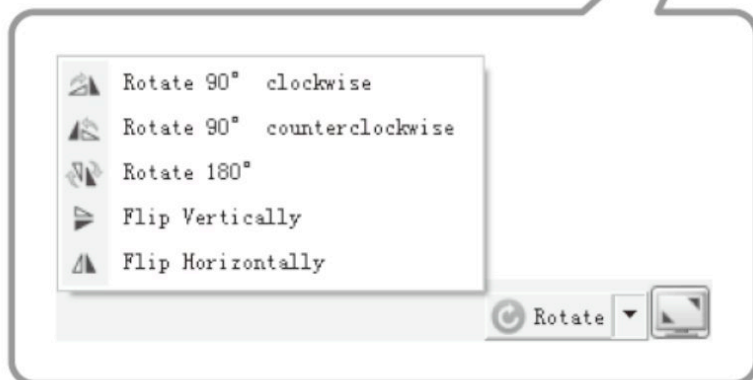 Rotate 90° clockwise
Rotate 90° counterclockwise
Rotate 180°
Flip Vertically
Flip Horizontally
Rotate